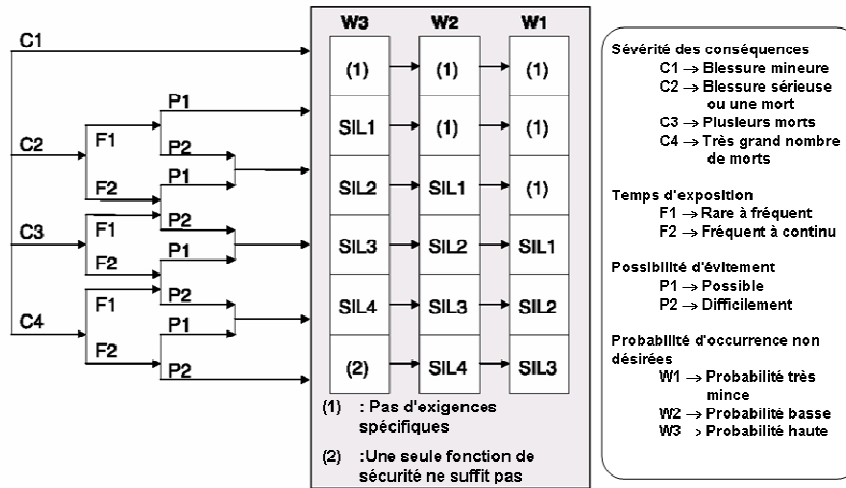 W3 W2 W1
C1
(1) (1) (1)
P1
SIL1 (1) (1)
F1
C2
P2
F2
P1
SIL2 SIL1 (1)
P2
F1
C3
SIL3 SIL2 SIL1
F2
P1
P2
F1
SIL4 SIL3 SIL2
C4
P1
F2
P2
(2) SIL4 SIL3
(1) : Pas d'exigences
spécifiques
(2) :Une seule fonction de
sécurité ne suffit pas
Sévérité des conséquences
C1 → Blessure mineure
C2 → Blessure sérieuse
ou une mort
C3 → Plusieurs morts
C4 → Très grand nombre
de morts
Temps d'exposition
F1 → Rare à fréquent
F2 → Fréquent à continu
Possibilité d'évitement
P1 → Possible
P2 → Difficilement
Probabilité d'occurrence non
désirées
W1 → Probabilité très
mince
W2 → Probabilité basse
W3 → Probabilité haute